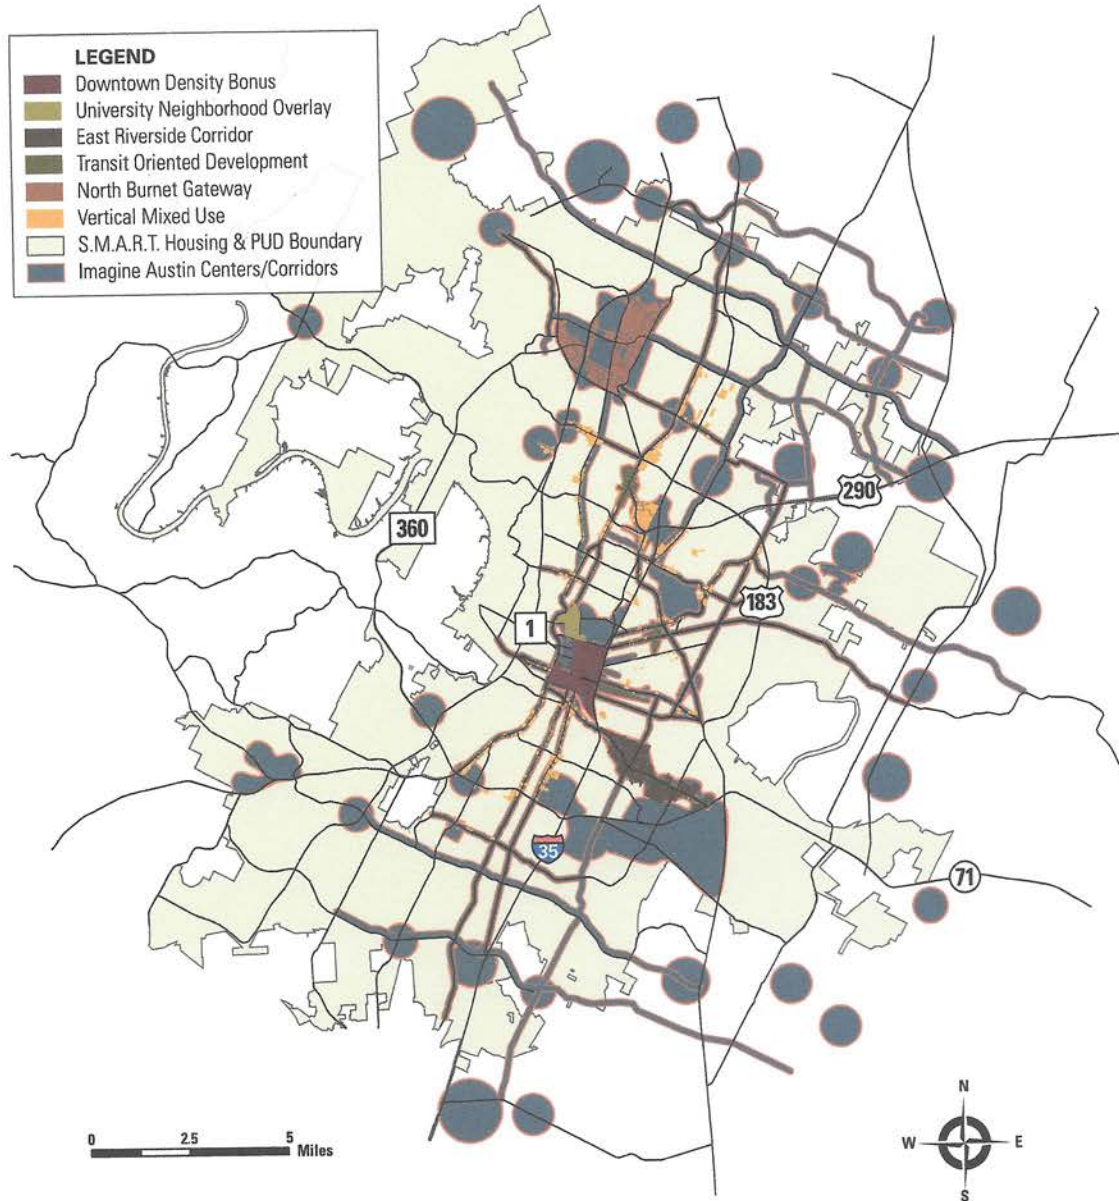 LEGEND
Downtown Density Bonus
University Neighborhood Overlay
East Riverside Corridor
Transit Oriented Development
North Burnet Gateway
Vertical Mixed Use
S.M.A.R.T. Housing & PUD Boundary
Imagine Austin Centers/Corridors
290
360
183
1
35
71
0 2.5 5
Miles
N
W E
S